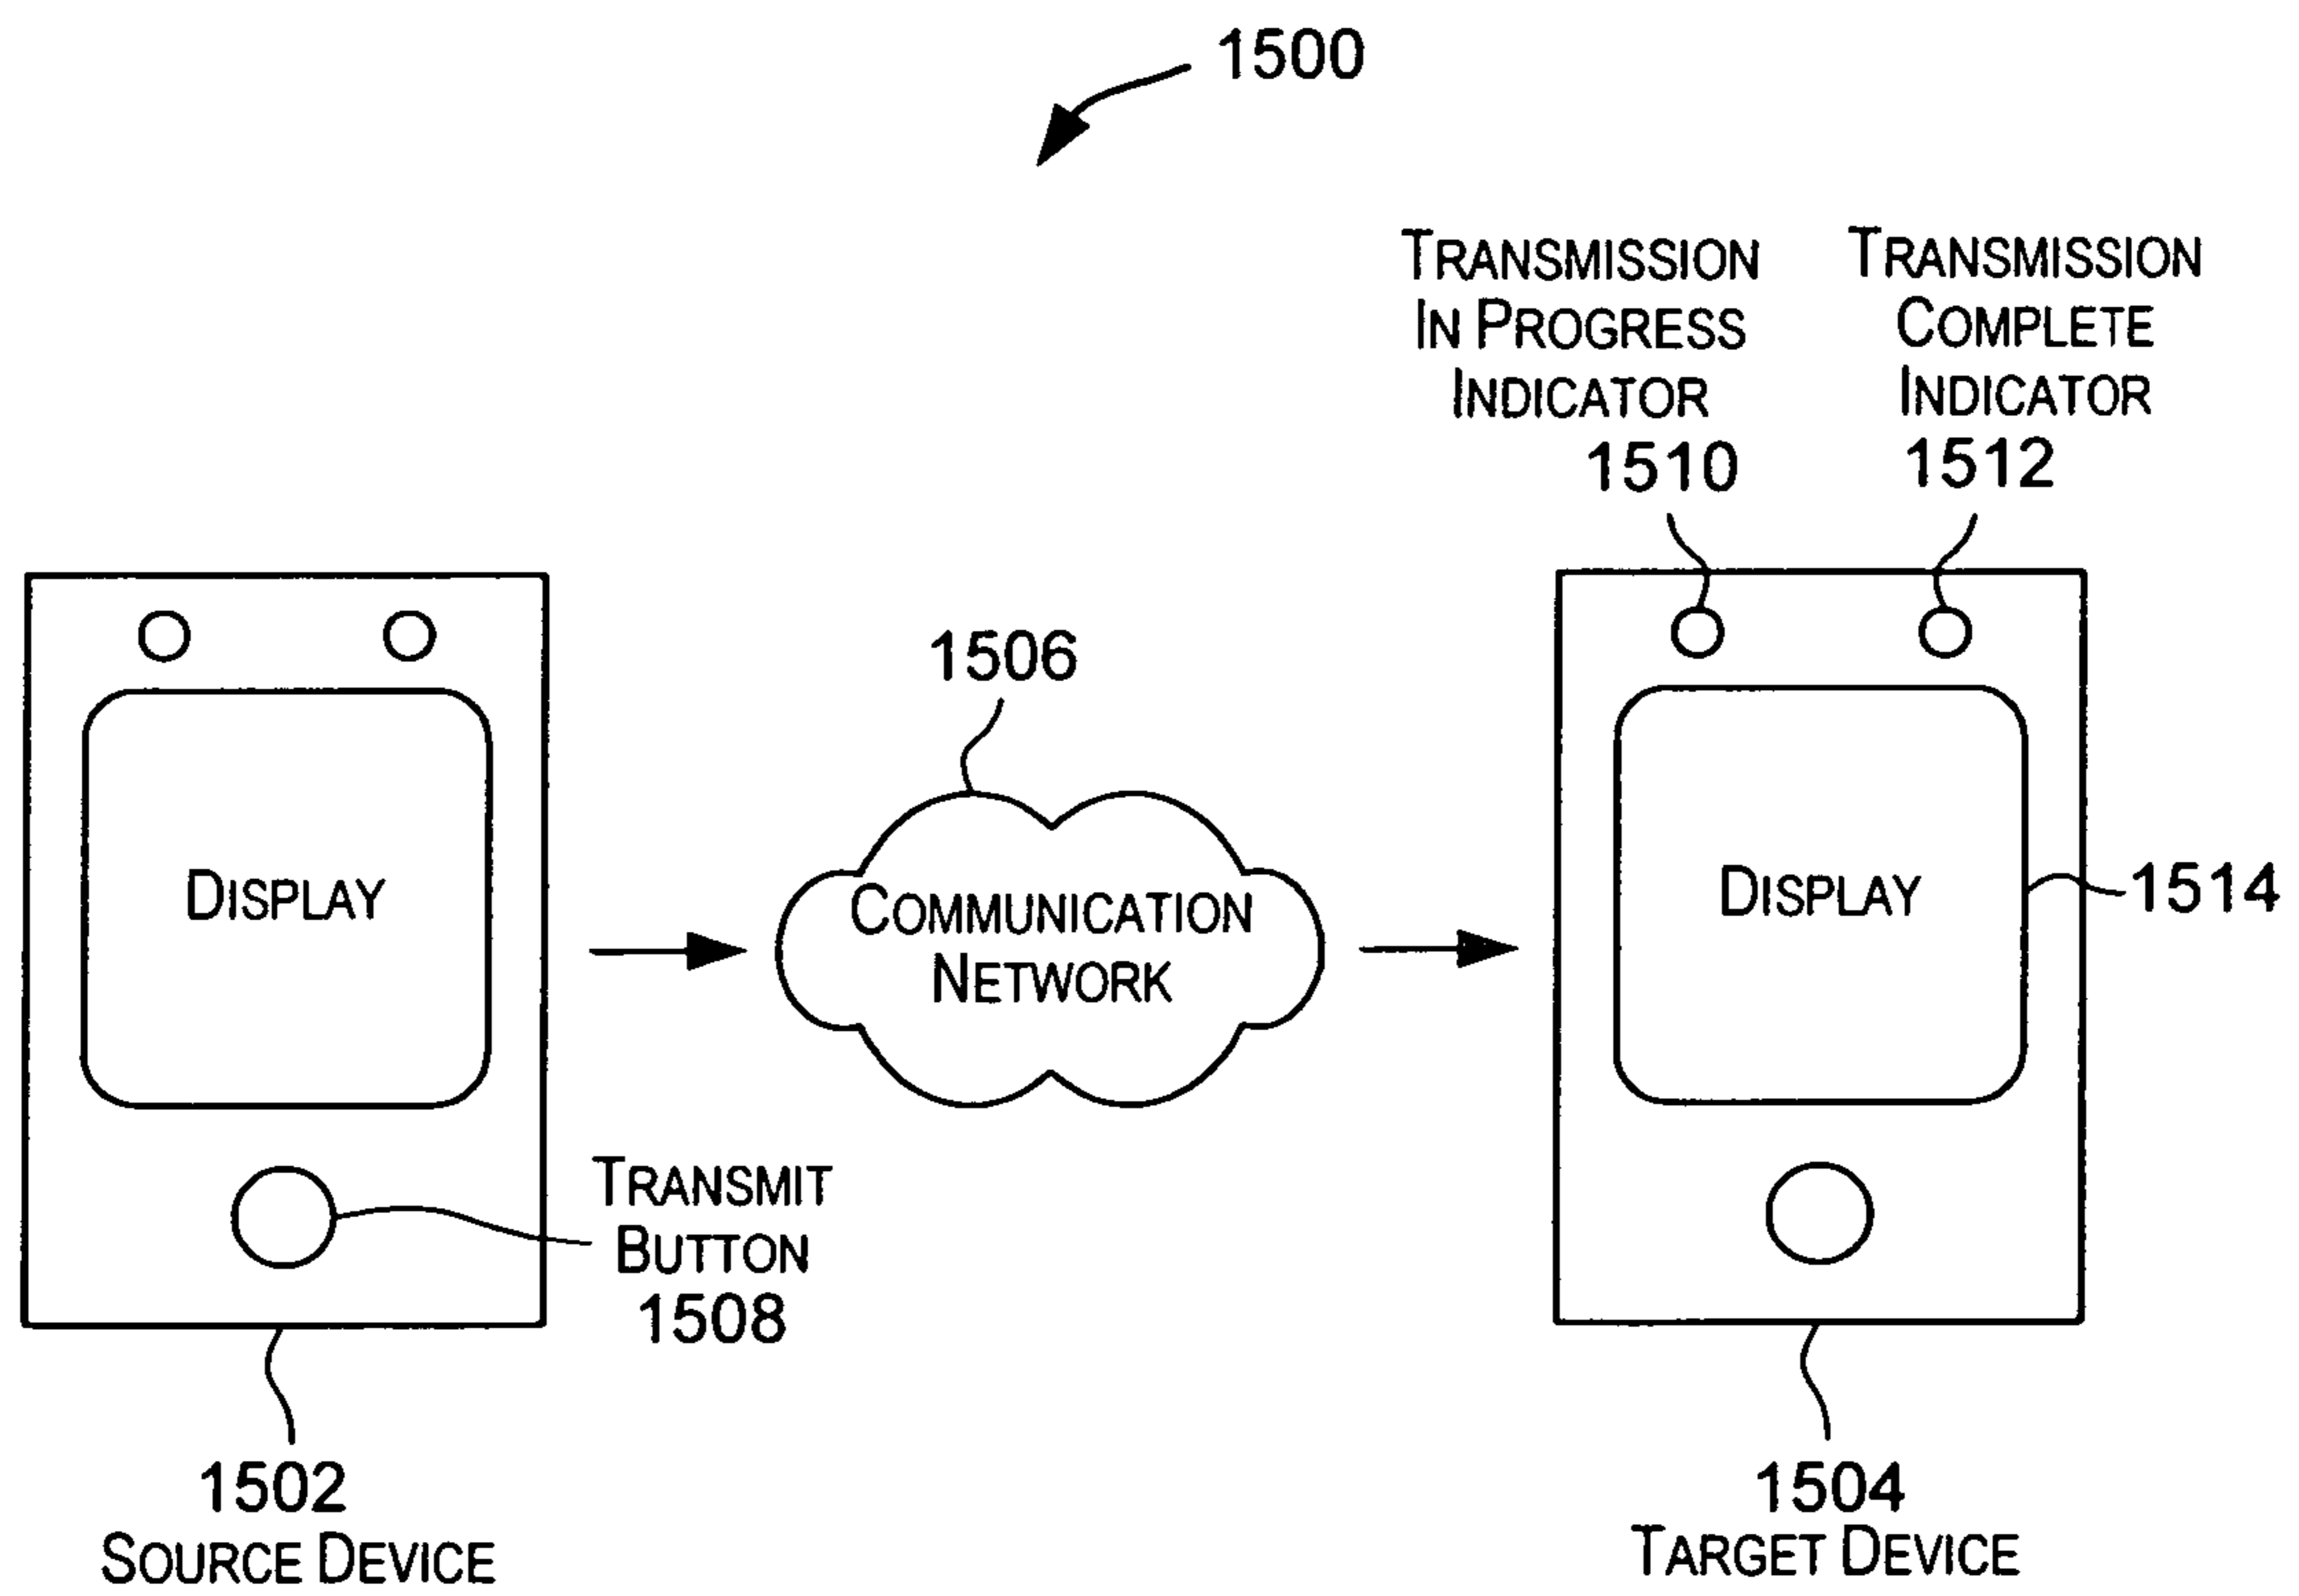 1500
TRANSMISSION
IN PROGRESS
INDICATOR
1510
TRANSMISSION
COMPLETE
INDICATOR
1512
DISPLAY
1506
COMMUNICATION
NETWORK
DISPLAY
1514
TRANSMIT
BUTTON
1508
1502
SOURCE DEVICE
1504
TARGET DEVICE